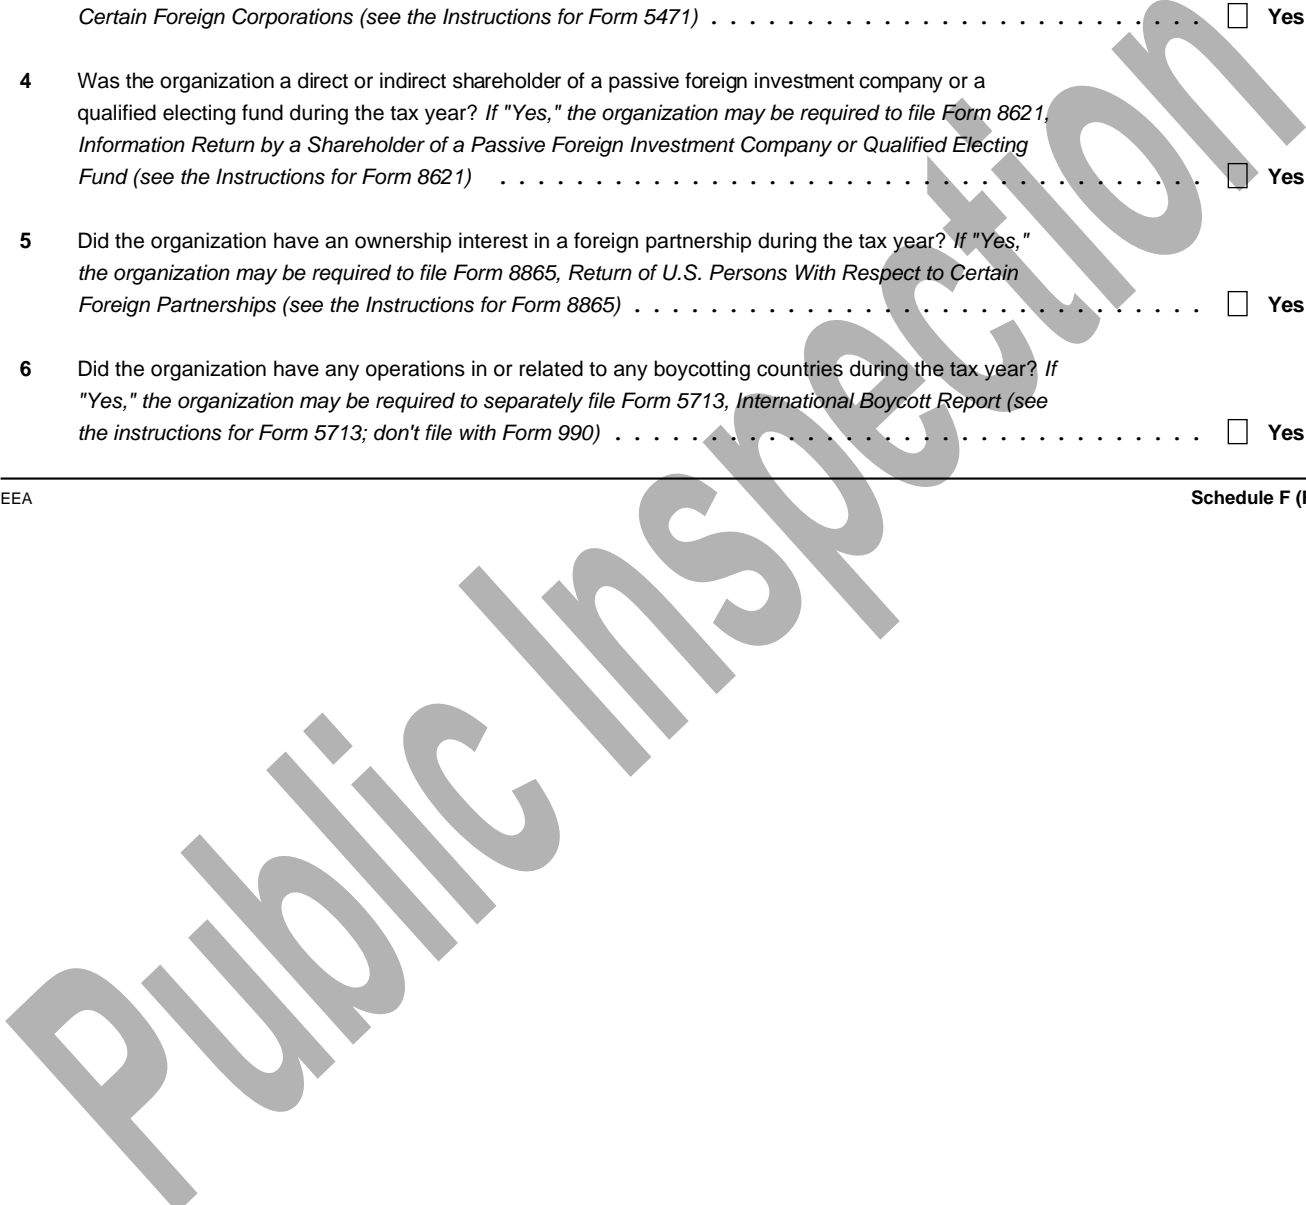 Certain Foreign Corporations (see the Instructions for Form 5471) . . . . . . . . . . . . . . . . . . . . . . . . . . Yes
4 Was the organization a direct or indirect shareholder of a passive foreign investment company or a
qualified electing fund during the tax year? If "Yes," the organization may be required to file Form 8621,
Information Return by a Shareholder of a Passive Foreign Investment Company or Qualified Electing
Fund (see the Instructions for Form 8621) . . . . . . . . . . . . . . . . . . . . . . . . . . . . . . . . . . . . . Yes
5 Did the organization have an ownership interest in a foreign partnership during the tax year? If "Yes,"
the organization may be required to file Form 8865, Return of U.S. Persons With Respect to Certain
Foreign Partnerships (see the Instructions for Form 8865) . . . . . . . . . . . . . . . . . . . . . . . . . . . . . . Yes
6 Did the organization have any operations in or related to any boycotting countries during the tax year? If
"Yes," the organization may be required to separately file Form 5713, International Boycott Report (see
the instructions for Form 5713; don't file with Form 990) . . . . . . . . . . . . . . . . . . . . . . . . . . . . . . . Yes
EEA Schedule F (
Public Inspection